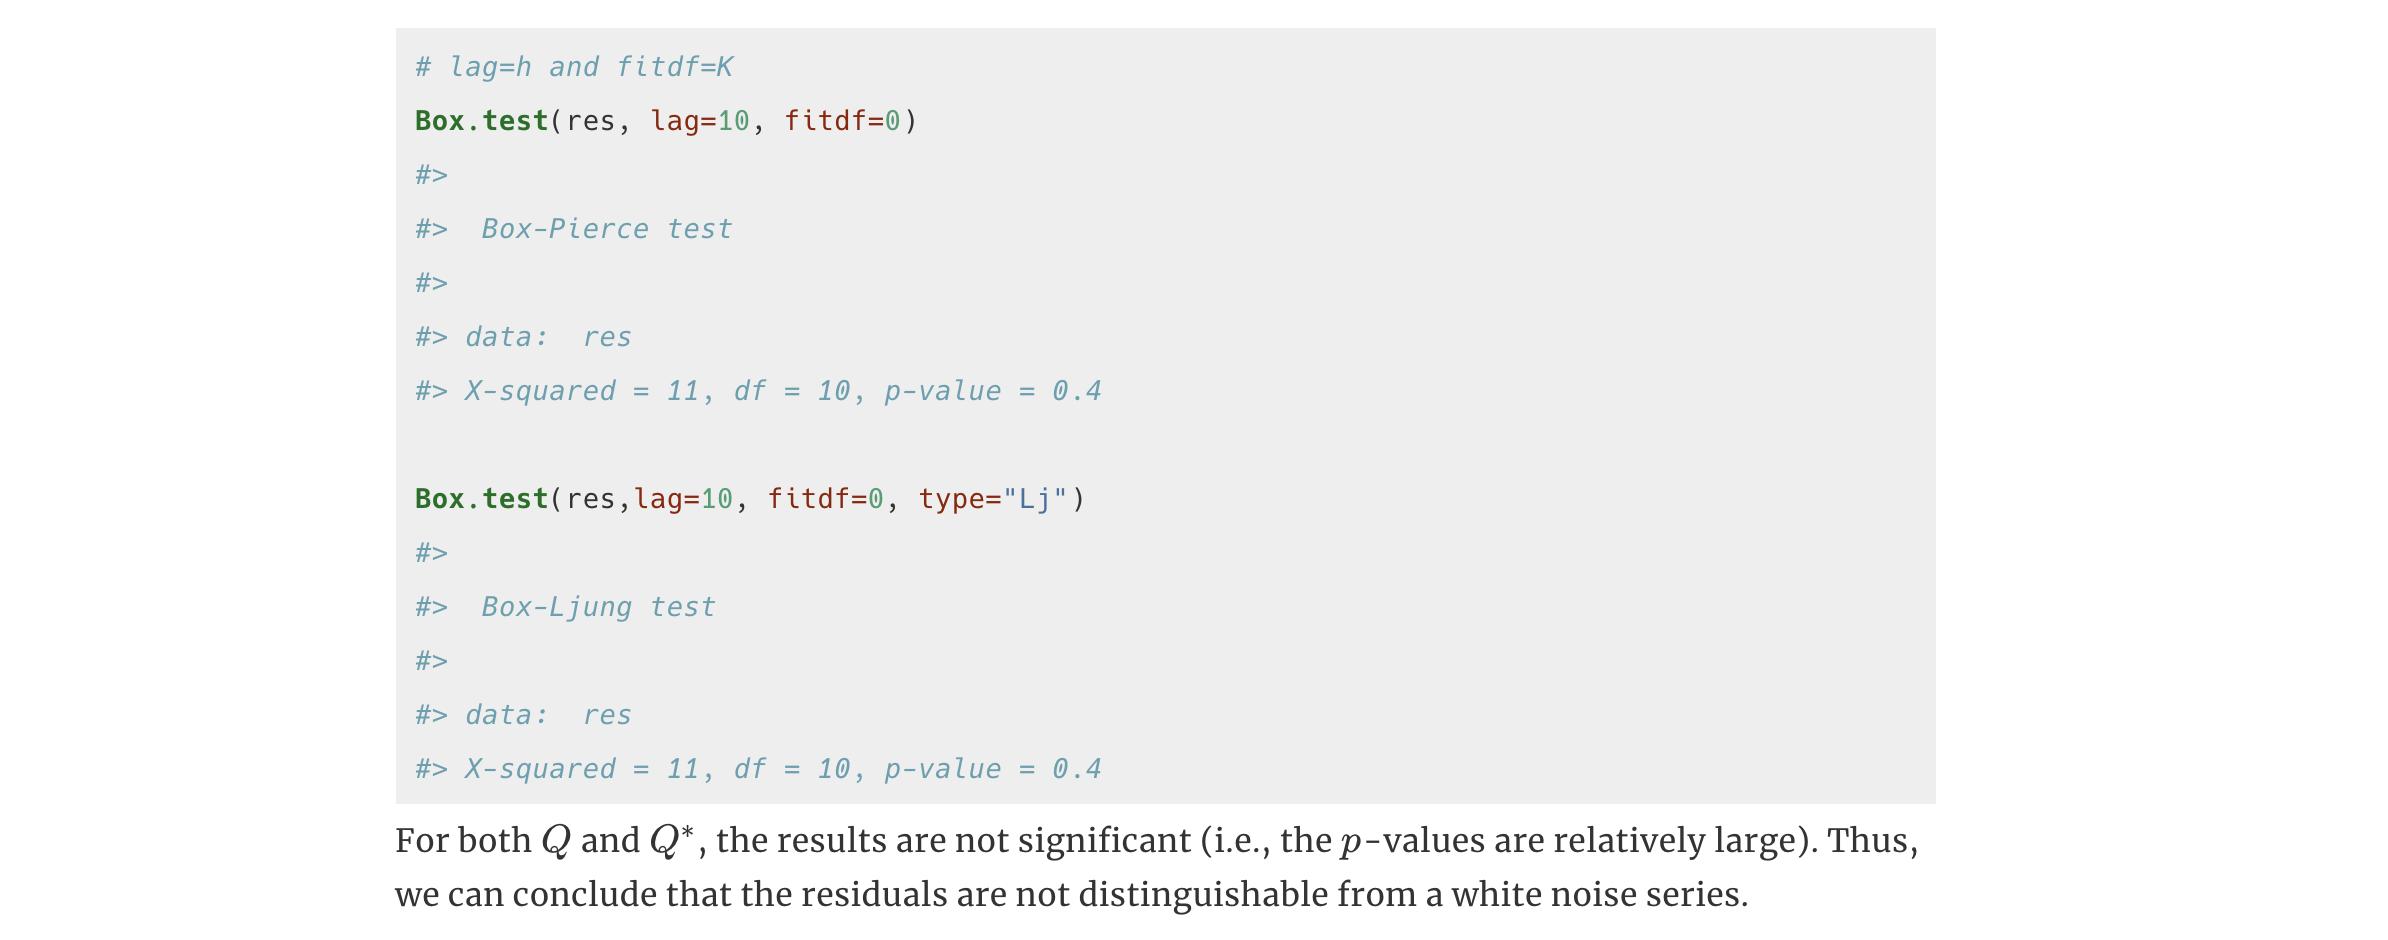 # lag=h and fitdf=K
Box.test(res, lag=10, fitdf=0)
#>
#>  Box-Pierce test
#>
#> data:  res
#> X-squared = 11, df = 10, p-value = 0.4
Box.test(res,lag=10, fitdf=0, type="Lj")
#>
#>  Box-Ljung test
#>
#> data:  res
#> X-squared = 11, df = 10, p-value = 0.4
For both Q and Q*, the results are not significant (i.e., the p-values are relatively large). Thus,
we can conclude that the residuals are not distinguishable from a white noise series.